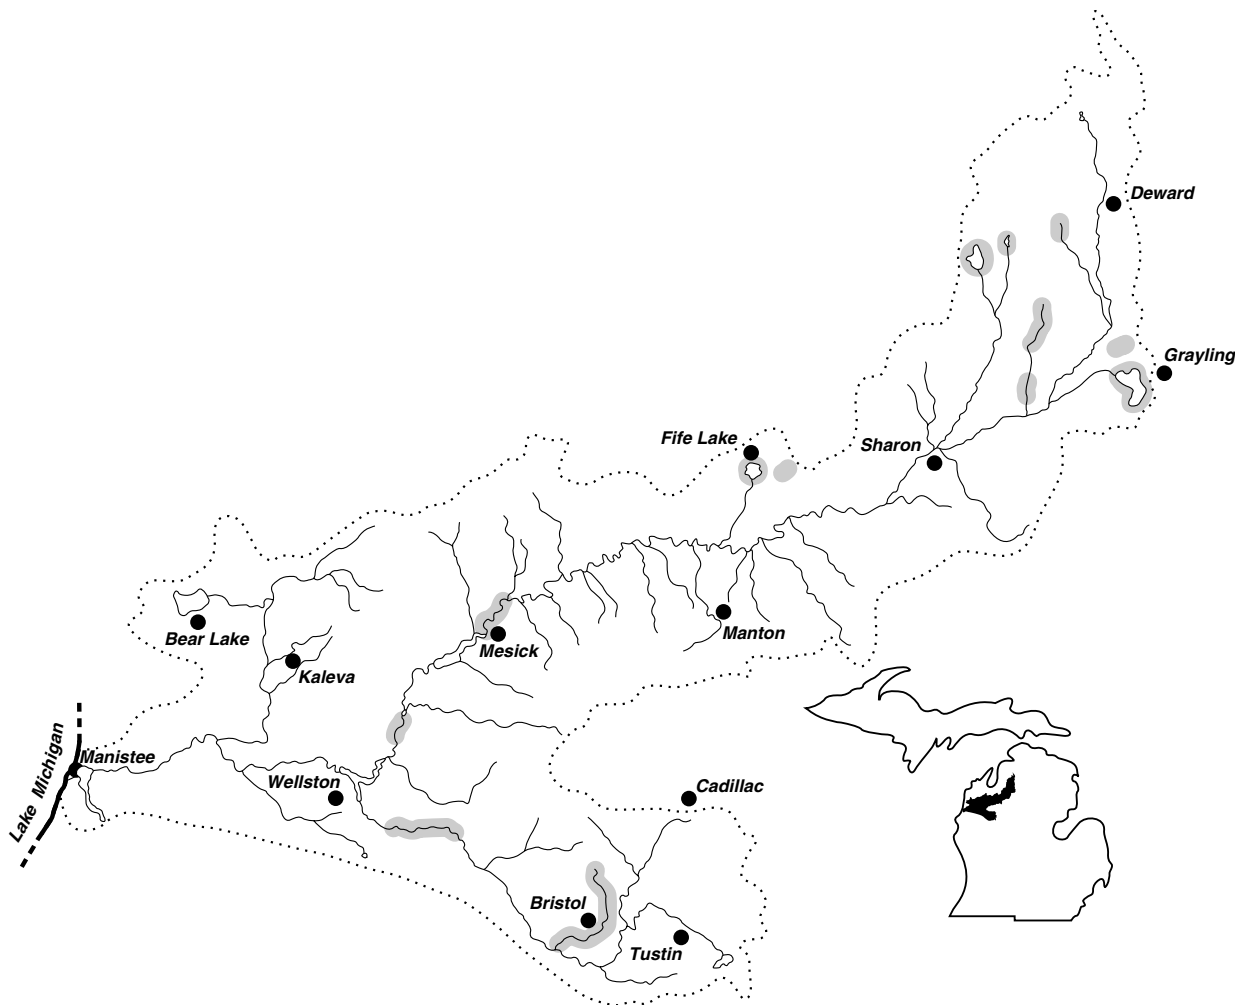 Deward
Grayling
Fife Lake
Sharon
Bear Lake
Manton
Mesick
Kaleva
Lake Michigan
Manistee
Wellston
Cadillac
Bristol
Tustin